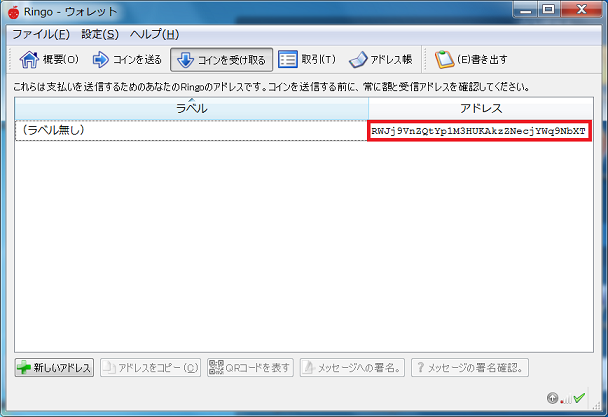 Ringo - ウォレット
ファイル(F) 設定(S) ヘルプ(H)
概要(O) コインを送る コインを受け取る 取引(T) アドレス帳 (E)書き出す
これらは支払いを送信するためのあなたのRingoのアドレスです。コインを送信する前に、常に額と受信アドレスを確認してください。
ラベル アドレス
(ラベル無し) RWJj9VnZQtYp1M3HUKAkzZNecjYWq9NbXT
新しいアドレス アドレスをコピー(C) QRコードを表す メッセージへの署名。 メッセージの署名確認。